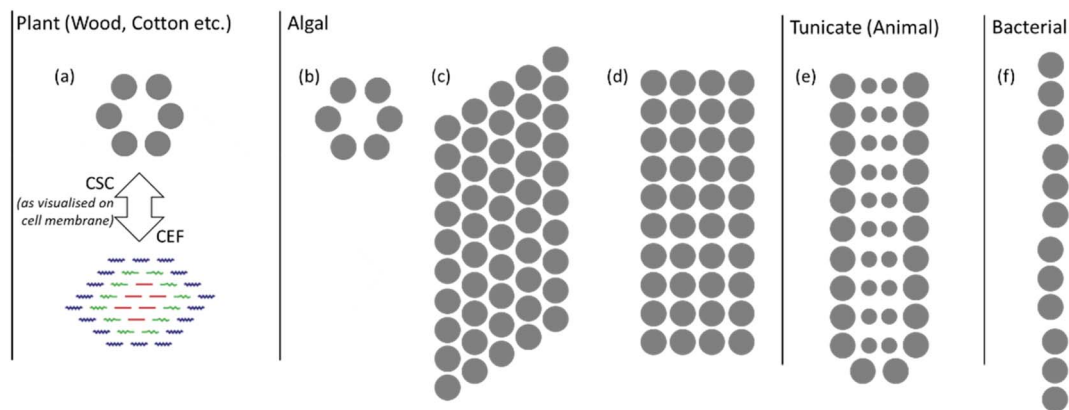 Plant (Wood, Cotton etc.)
Algal
Tunicate (Animal)
Bacterial
(a)
(b)
(c)
(d)
(e)
(f)
CSC
(as visualised on
cell membrane)
CEF